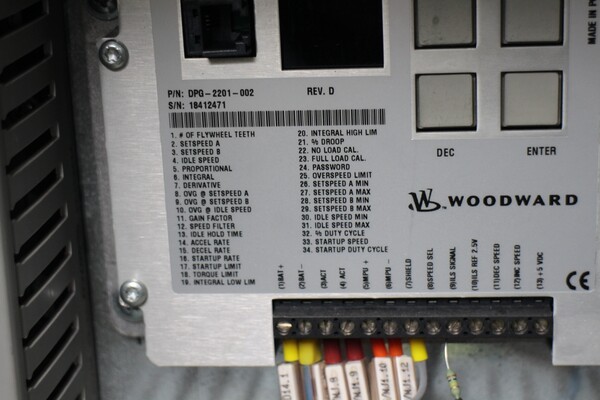 P/N: DPG-2201-002 REV. D
S/N: 18412471
MADE IN
1. # OF FLYWHEEL TEETH
2. SETSPEED A
3. SETSPEED B
4. IDLE SPEED
5. PROPORTIONAL
6. INTEGRAL
7. DERIVATIVE
8. OVG @ SETSPEED A
9. OVG @ SETSPEED B
10. OVG @ IDLE SPEED
11. GAIN FACTOR
12. SPEED FILTER
13. IDLE HOLD TIME
14. ACCEL RATE
15. DECEL RATE
16. STARTUP RATE
17. STARTUP LIMIT
18. TORQUE LIMIT
19. INTEGRAL LOW LIM
20. INTEGRAL HIGH LIM
21. % DROOP
22. NO LOAD CAL.
23. FULL LOAD CAL.
24. PASSWORD
25. OVERSPEED LIMIT
26. SETSPEED A MIN
27. SETSPEED A MAX
28. SETSPEED B MIN
29. SETSPEED B MAX
30. IDLE SPEED MIN
31. IDLE SPEED MAX
32. % DUTY CYCLE
33. STARTUP SPEED
34. STARTUP DUTY CYCLE
DEC ENTER
WOODWARD
CE
(1) BAT +
(2) BAT -
(3) ACT
(4) ACT
(5) MPU +
(6) MPU -
(7) SHIELD
(8) SPEED SEL
(9) ILS SIGNAL
(10) ILS REF 2.5V
(11) DEC SPEED
(12) INC SPEED
(13) +5 VDC